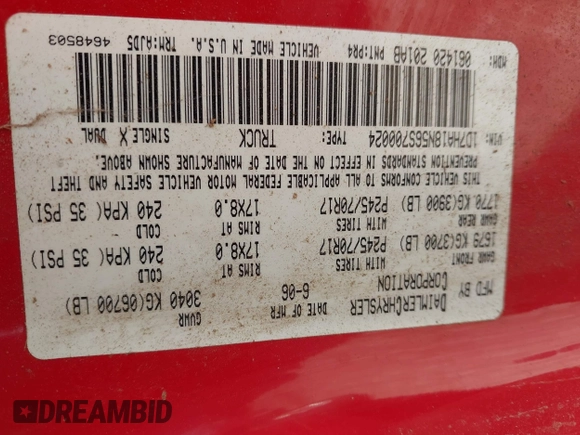 MFD BY DAIMLERCHRYSLER CORPORATION
DATE OF MFR 6-06
GVWR 3040 KG(06700 LB)
GAWR FRONT 1679 KG(3700 LB)
WITH TIRES P245/70R17
RIMS AT 17X8.0
COLD 240 KPA( 35 PSI)
GAWR REAR 1770 KG(3900 LB)
WITH TIRES P245/70R17
RIMS AT 17X8.0
COLD 240 KPA( 35 PSI)
THIS VEHICLE CONFORMS TO ALL APPLICABLE FEDERAL MOTOR VEHICLE SAFETY AND THEFT
PREVENTION STANDARDS IN EFFECT ON THE DATE OF MANUFACTURE SHOWN ABOVE.
VIN: 1D7HA18N56S700024
TYPE: TRUCK
SINGLE X DUAL
MDH: 061420 201AB PNT:PR4
VEHICLE MADE IN U.S.A. TRM:AJD5
4648503
DREAMBID